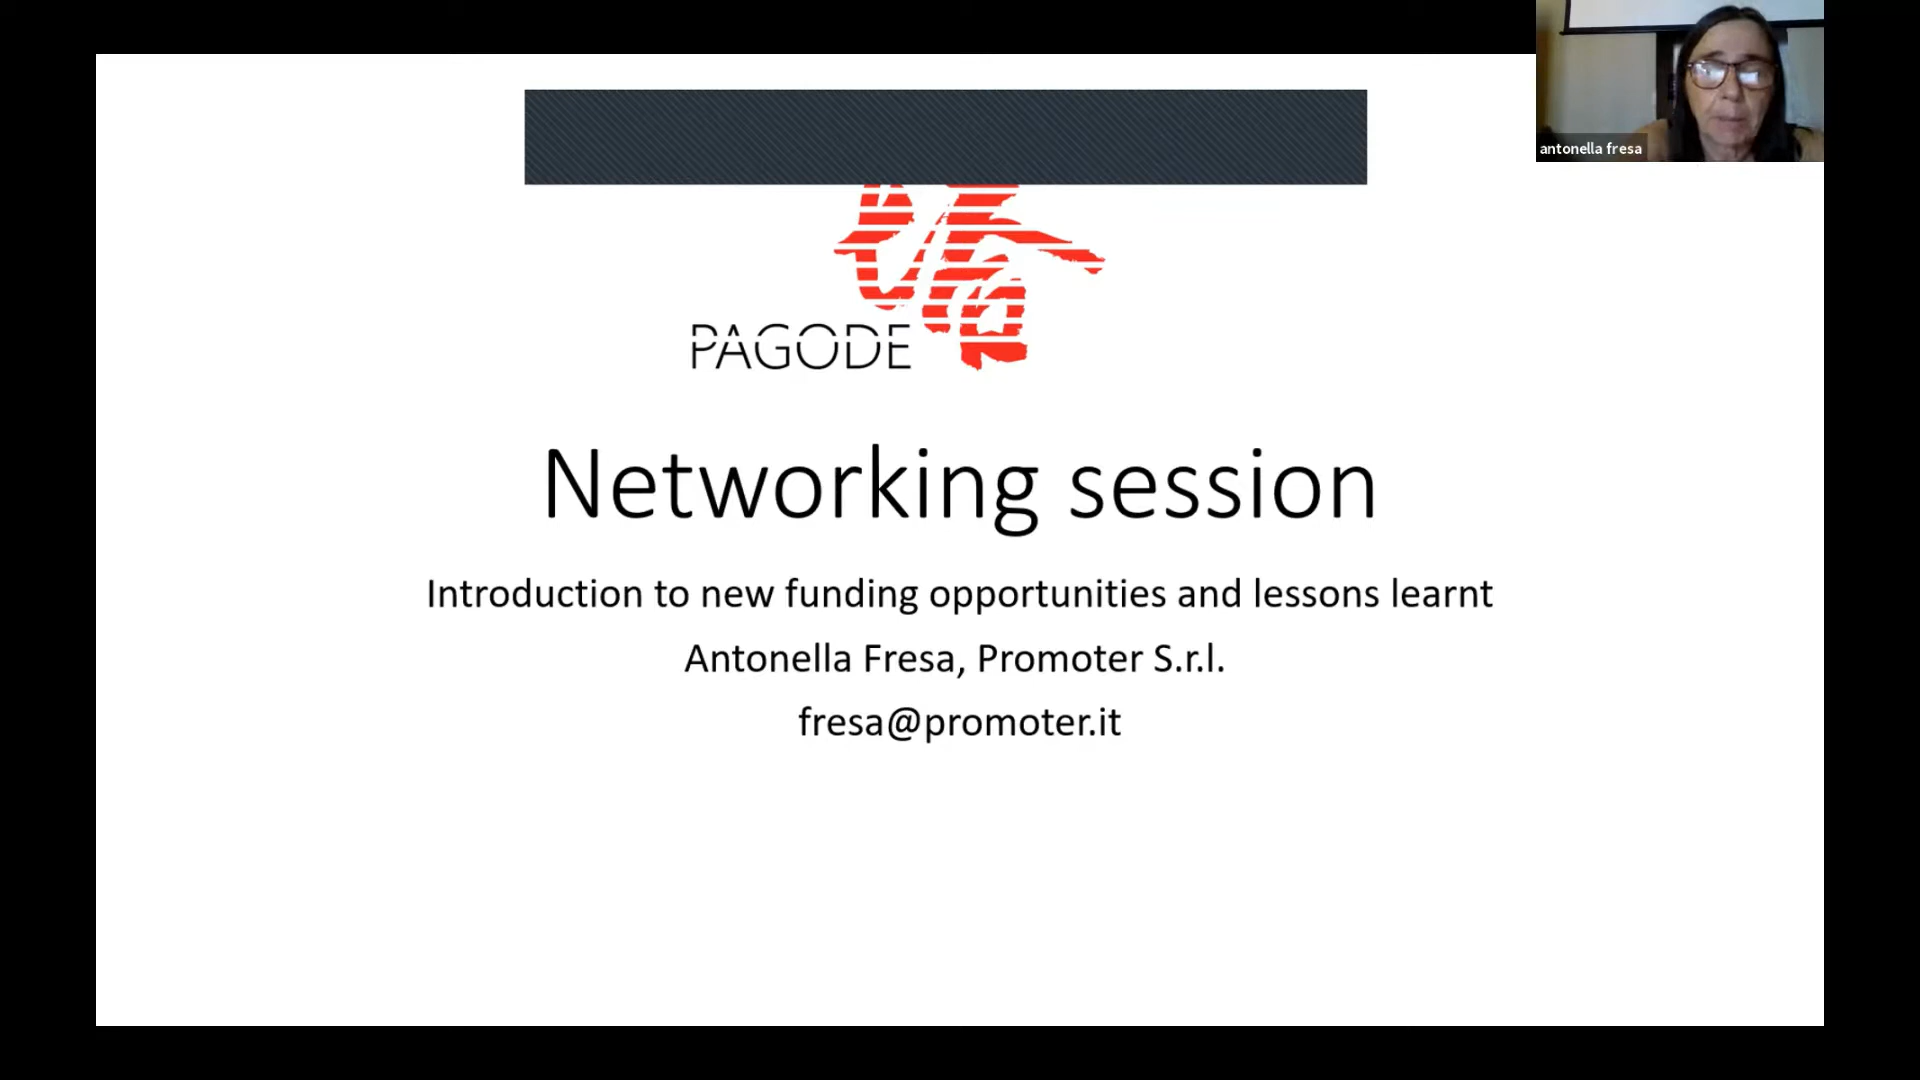 antonella fresa
PAGODE
Networking session
Introduction to new funding opportunities and lessons learnt
Antonella Fresa, Promoter S.r.l.
fresa@promoter.it